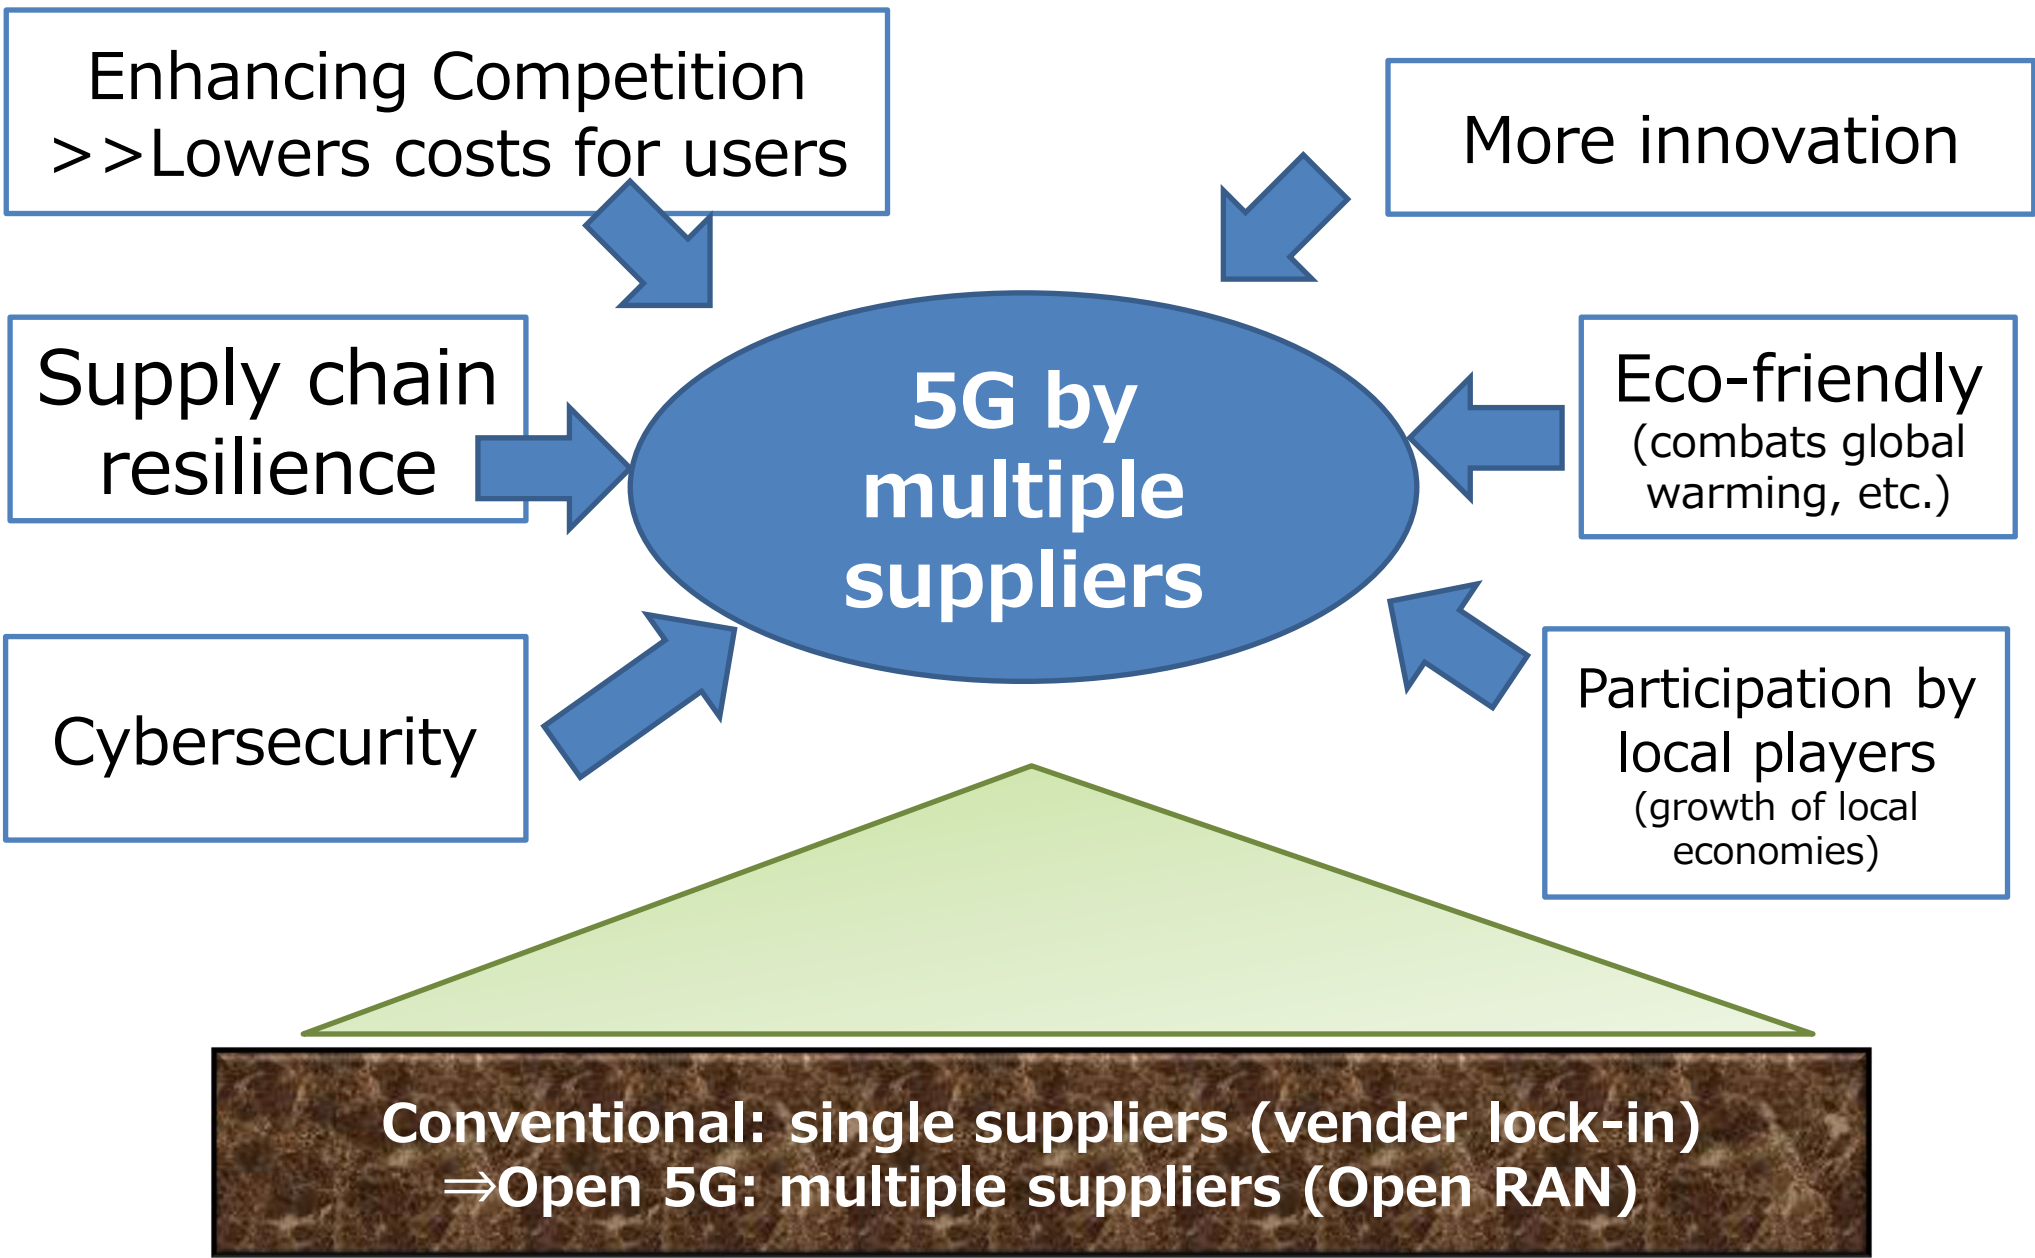 Enhancing Competition
>>Lowers costs for users
More innovation
Supply chain
resilience
5G by
multiple
suppliers
Eco-friendly
(combats global
warming, etc.)
Cybersecurity
Participation by
local players
(growth of local
economies)
Conventional: single suppliers (vender lock-in)
⇒Open 5G: multiple suppliers (Open RAN)